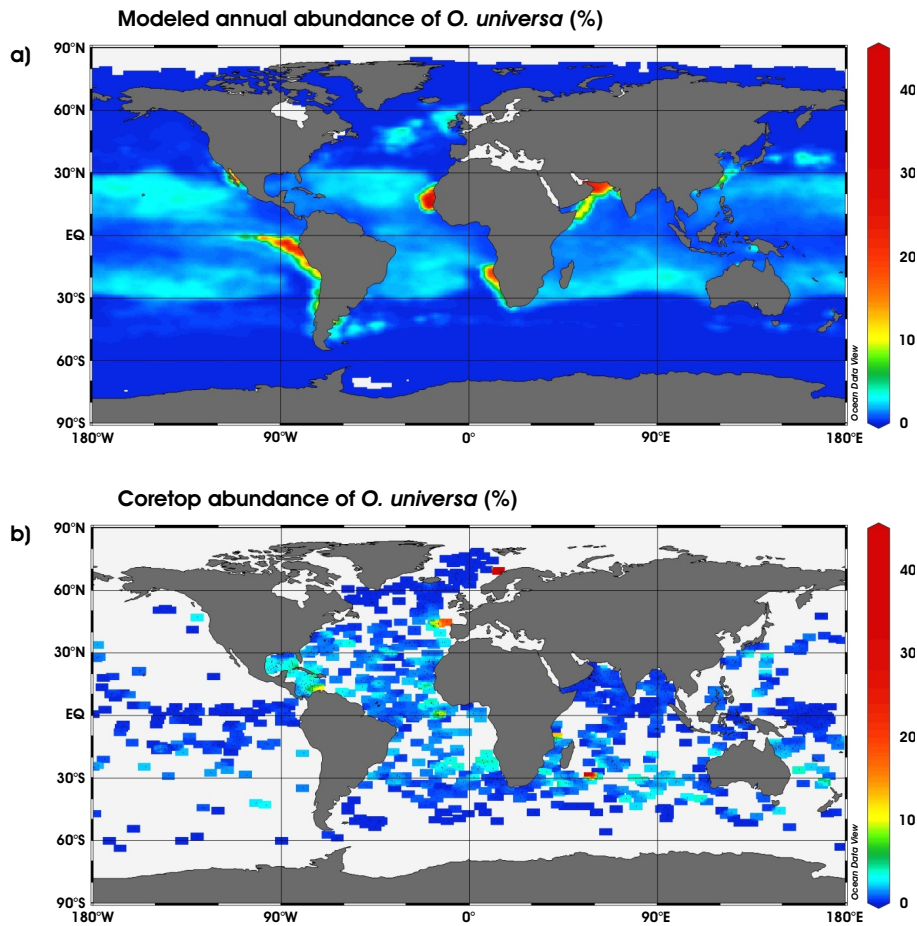 Modeled annual abundance of O. universa (%)
a)
90°N
60°N
30°N
EQ
30°S
60°S
90°S
180°W
90°W
0°
90°E
180°E
40
30
20
10
0
Ocean Data View
Coretop abundance of O. universa (%)
b)
90°N
60°N
30°N
EQ
30°S
60°S
90°S
180°W
90°W
0°
90°E
180°E
40
30
20
10
0
Ocean Data View